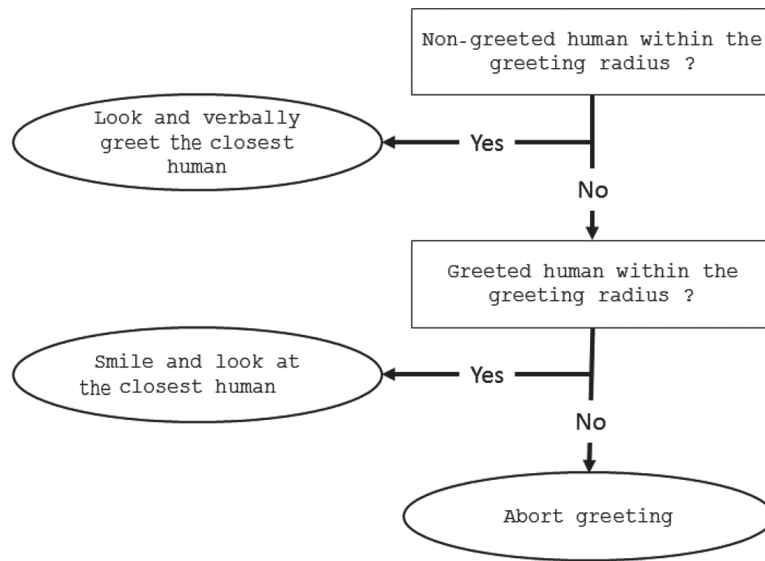 Non-greeted human within the
greeting radius ?
Look and verbally
greet the closest
human
Yes
No
Greeted human within the
greeting radius ?
Smile and look at
the closest human
Yes
No
Abort greeting